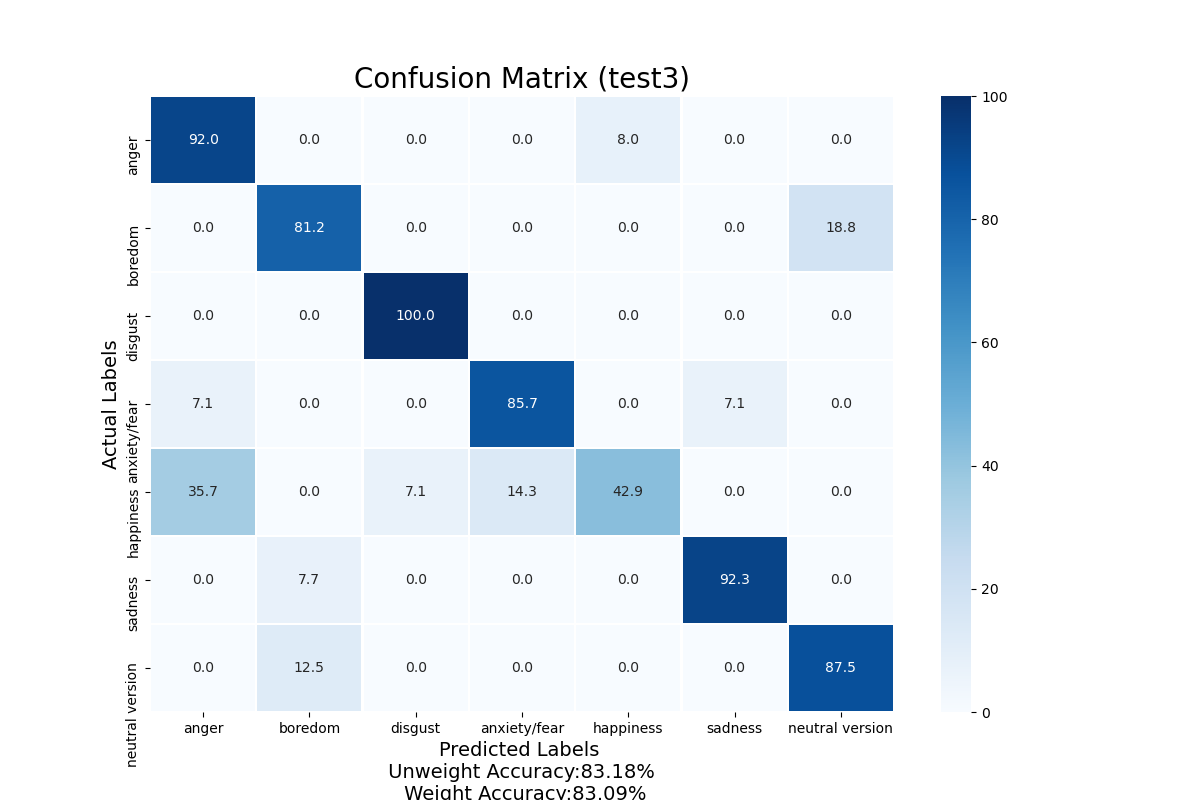 Confusion Matrix (test3)
Actual Labels
anger 92.0 0.0 0.0 0.0 8.0 0.0 0.0
boredom 0.0 81.2 0.0 0.0 0.0 0.0 18.8
disgust 0.0 0.0 100.0 0.0 0.0 0.0 0.0
anxiety/fear 7.1 0.0 0.0 85.7 0.0 7.1 0.0
happiness 35.7 0.0 7.1 14.3 42.9 0.0 0.0
sadness 0.0 7.7 0.0 0.0 0.0 92.3 0.0
neutral version 0.0 12.5 0.0 0.0 0.0 0.0 87.5
anger boredom disgust anxiety/fear happiness sadness neutral version
Predicted Labels
Unweight Accuracy:83.18%
Weight Accuracy:83.09%
100
80
60
40
20
0